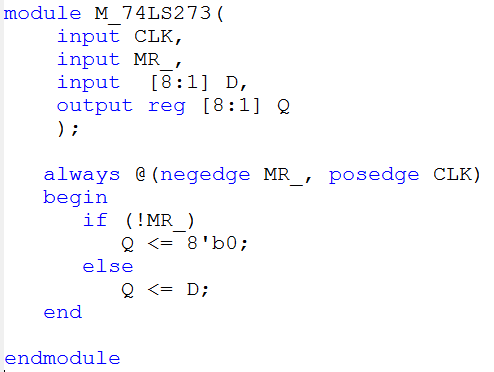 module M_74LS273(
    input CLK,
    input MR_,
    input  [8:1] D,
    output reg [8:1] Q
    );

   always @(negedge MR_, posedge CLK)
   begin
      if (!MR_)
         Q <= 8'b0;
      else
         Q <= D;
   end

endmodule